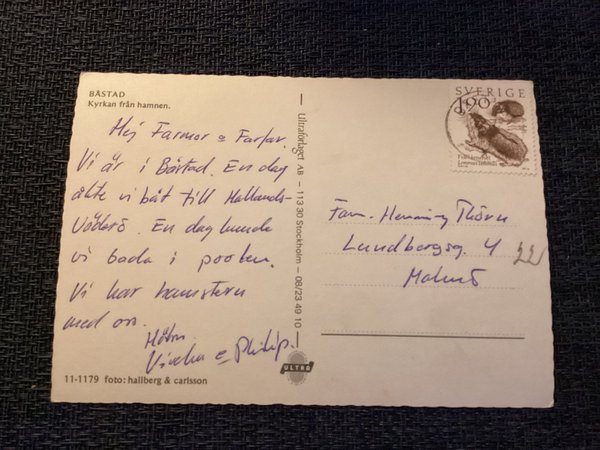 BÅSTAD
Kyrkan från hamnen.
Hej Farmor o Farfar.
Vi är i Båstad. En dag
åkte vi båt till Hallands-
Väderö. En dag kunde
vi bada i poolen.
Vi har hamstern
med oss.
Hälsn
Viveka o Philip.
11-1179 foto: hallberg & carlsson
Ultraförlaget AB – 113 30 Stockholm – 08/23 49 10
ULTRA
SVERIGE
1.90
Fam. Henning Thörn
Lundbergsg. 4
Malmö
22